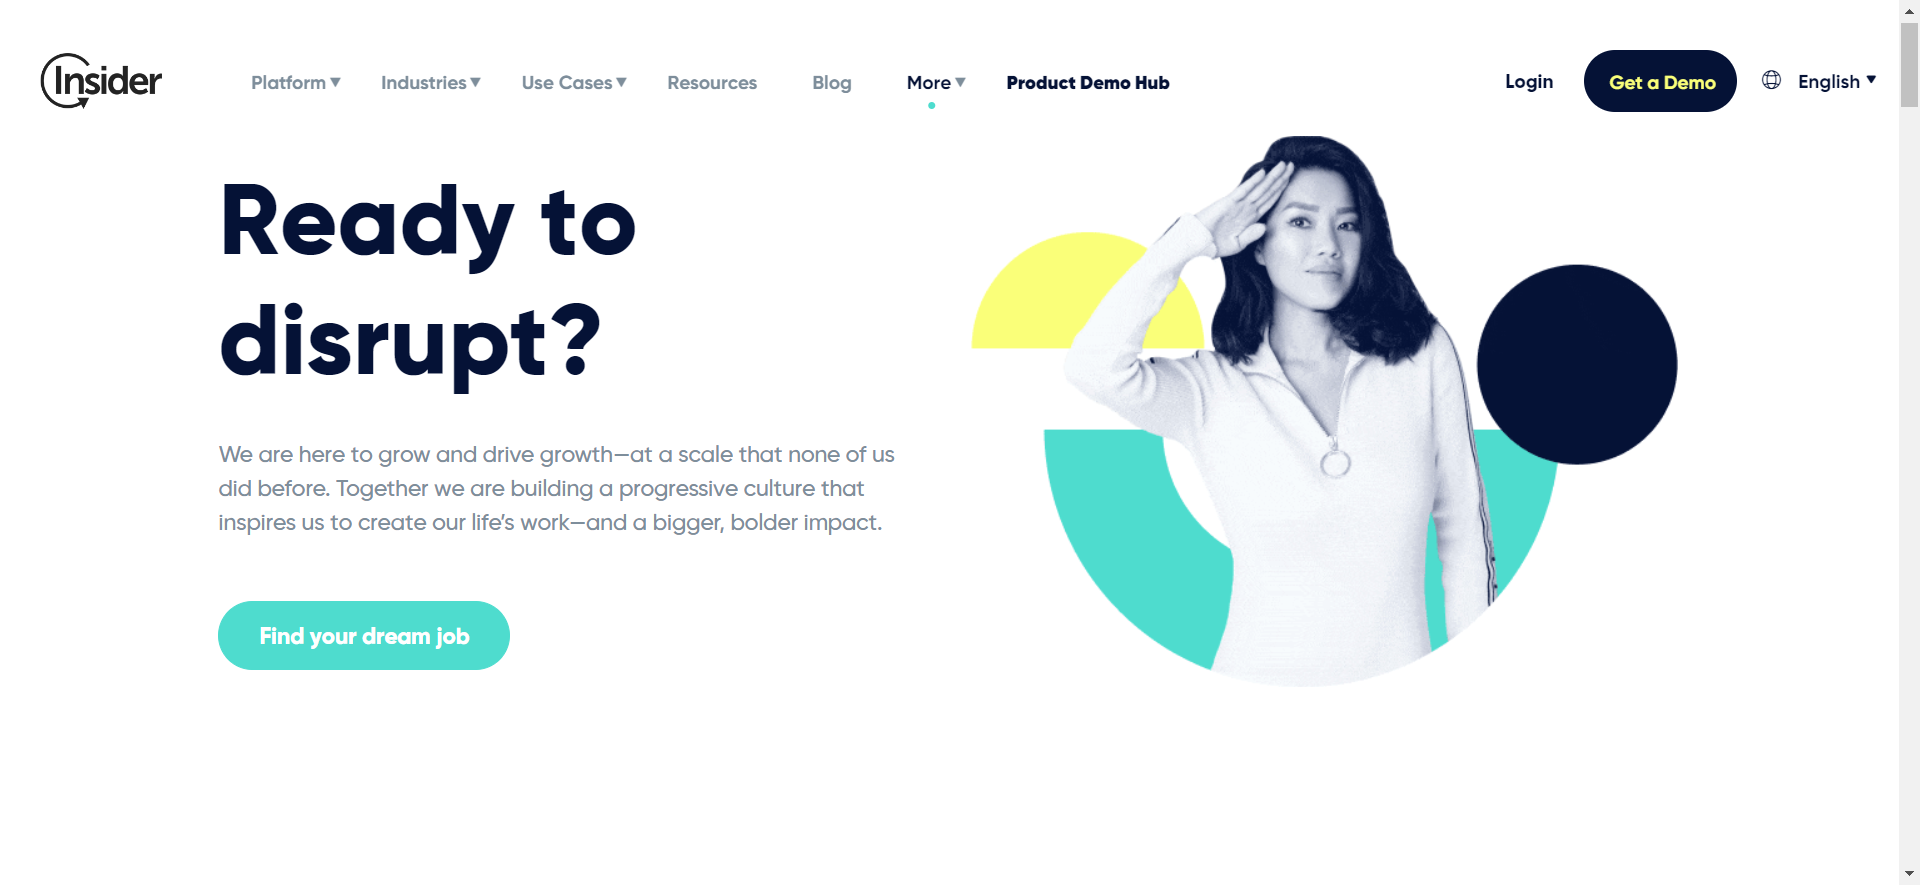 Insider
Platform
Industries
Use Cases
Resources
Blog
More
Product Demo Hub
Login
Get a Demo
English
Ready to
disrupt?
We are here to grow and drive growth—at a scale that none of us
did before. Together we are building a progressive culture that
inspires us to create our life’s work—and a bigger, bolder impact.
Find your dream job